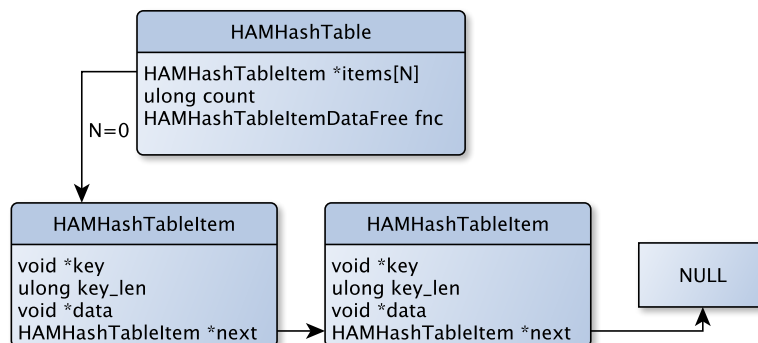 HAMHashTable
HAMHashTableItem *items[N]
ulong count
HAMHashTableItemDataFree fnc
N=0
HAMHashTableItem
void *key
ulong key_len
void *data
HAMHashTableItem *next
HAMHashTableItem
void *key
ulong key_len
void *data
HAMHashTableItem *next
NULL